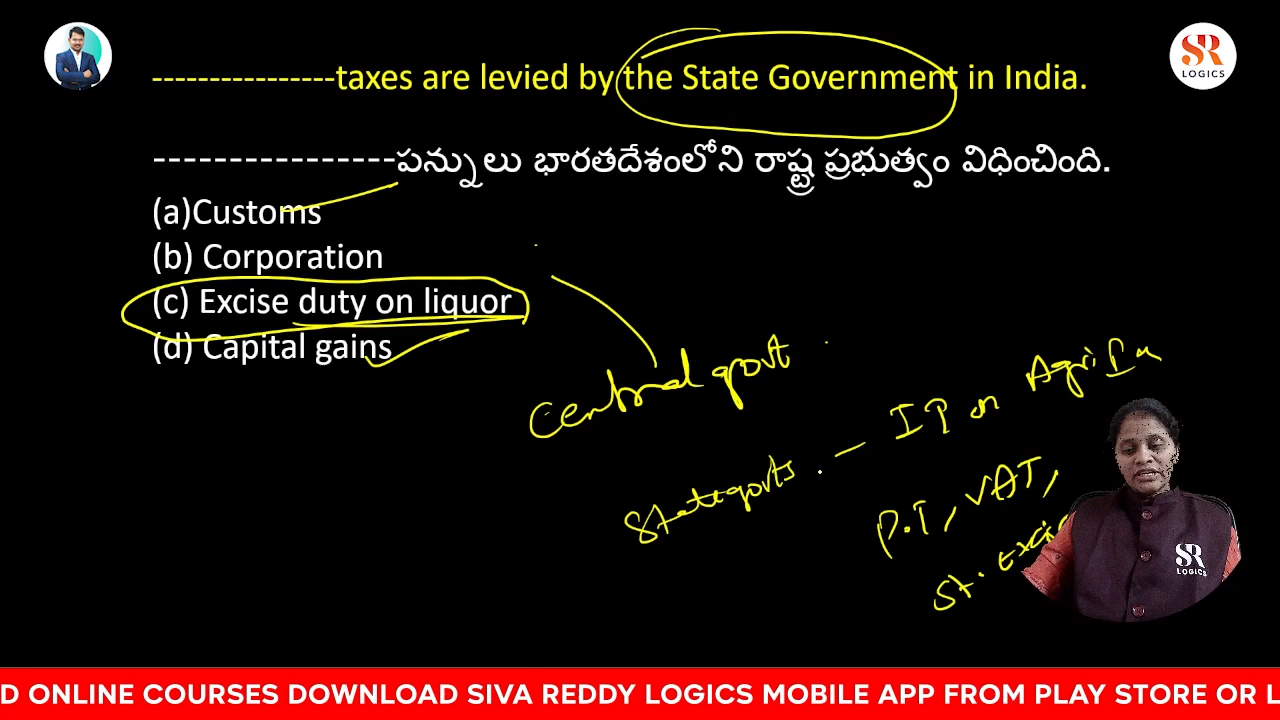 ----------------taxes are levied by the State Government in India.
SR
LOGICS
----------------పన్నులు భారతదేశంలోని రాష్ట్ర ప్రభుత్వం విధించింది.
(a)Customs
(b) Corporation
(c) Excise duty on liquor
(d) Capital gains
Central govt
State govts. – on Agri
P.T, VAT,
St.
SR
LOGICS
D ONLINE COURSES DOWNLOAD SIVA REDDY LOGICS MOBILE APP FROM PLAY STORE OR L